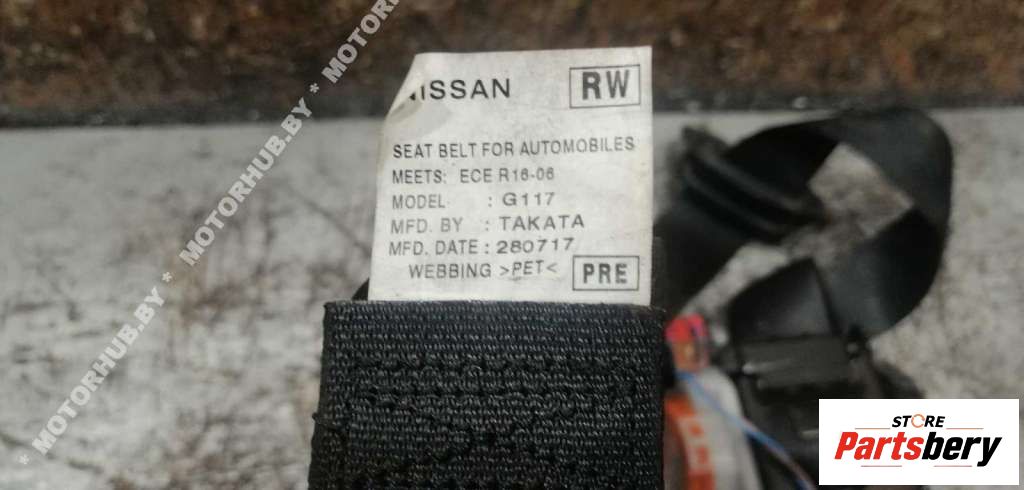 NISSAN RW
SEAT BELT FOR AUTOMOBILES
MEETS: ECE R16-06
MODEL : G117
MFD. BY : TAKATA
MFD. DATE : 280717
WEBBING >PET< PRE
* MOTORHUB.BY * MOTORHUB.BY * MOTORHUB.BY *
STORE
Partsbery